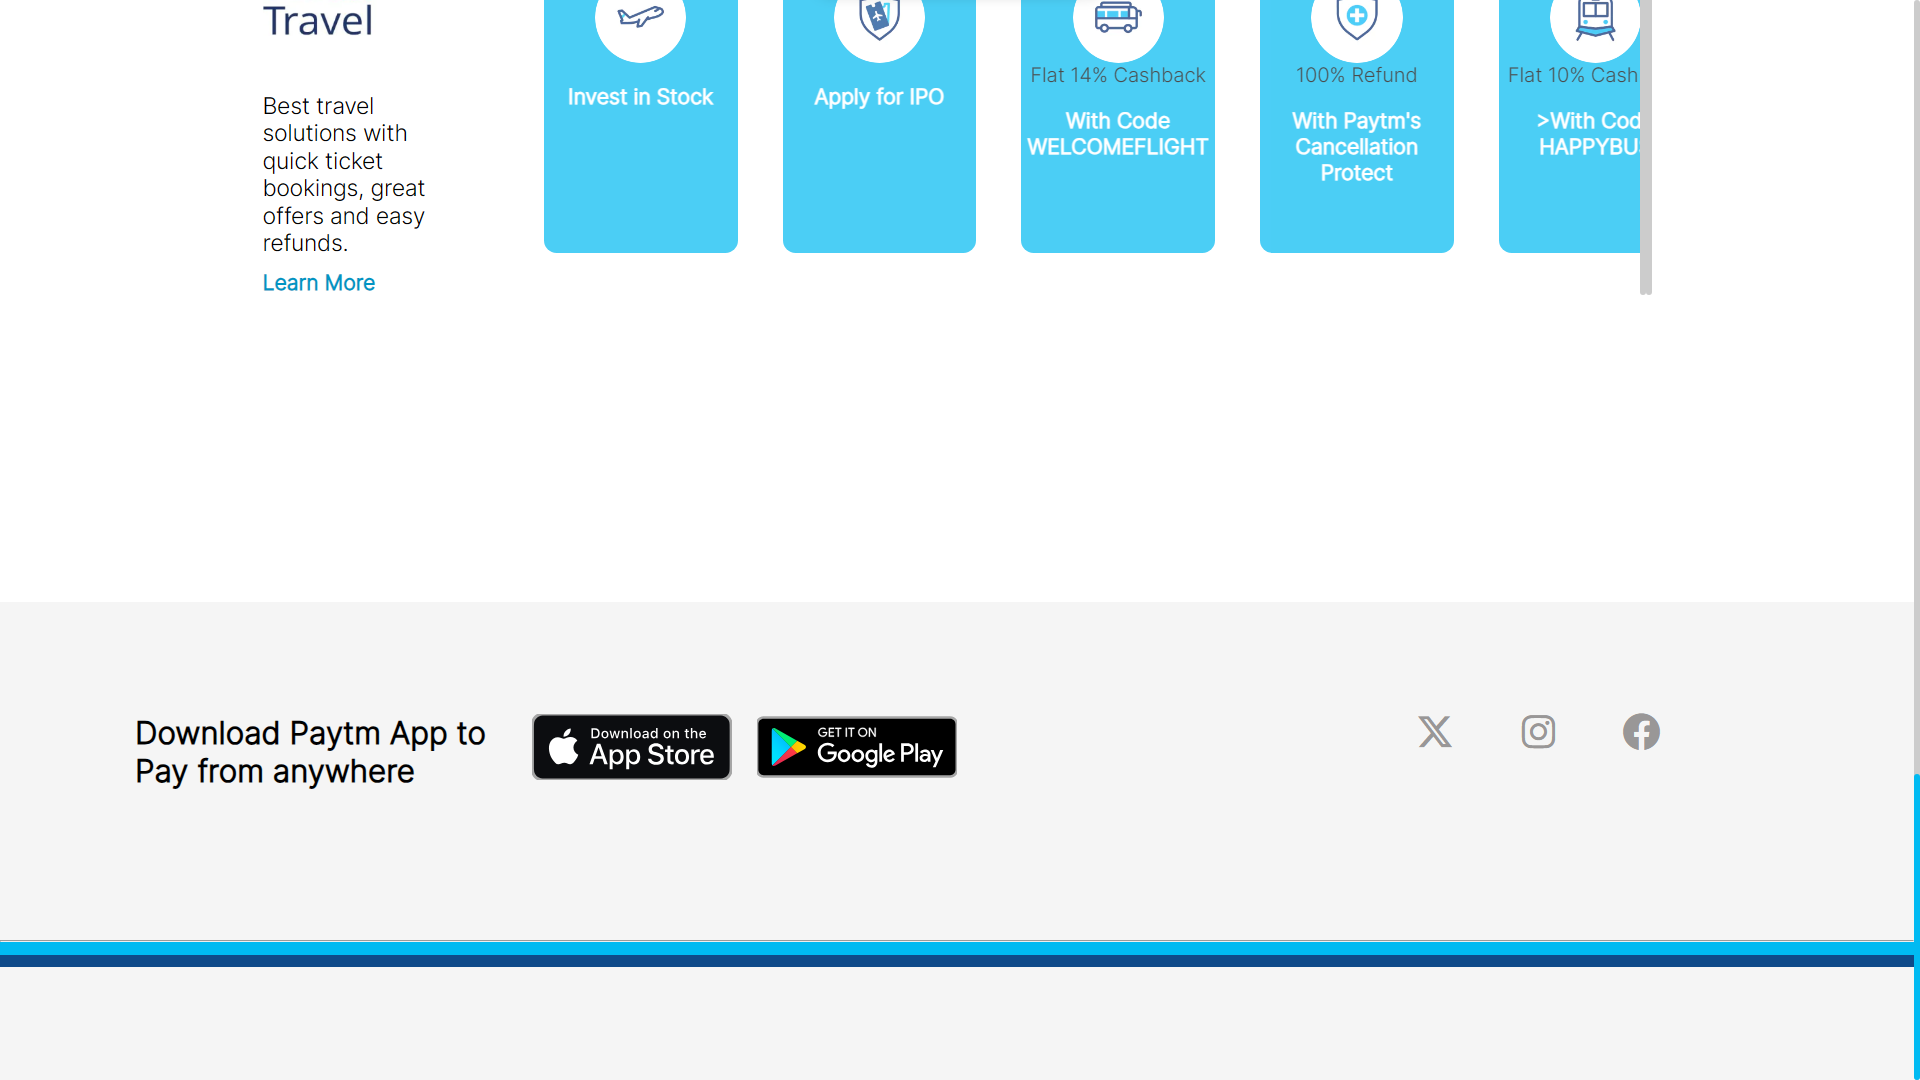 Travel
Best travel
solutions with
quick ticket
bookings, great
offers and easy
refunds.
Learn More
Invest in Stock
Apply for IPO
Flat 14% Cashback
With Code
WELCOMEFLIGHT
100% Refund
With Paytm's
Cancellation
Protect
Flat 10% Cash
>With Cod
HAPPYBU
Download Paytm App to
Pay from anywhere
Download on the
App Store
GET IT ON
Google Play